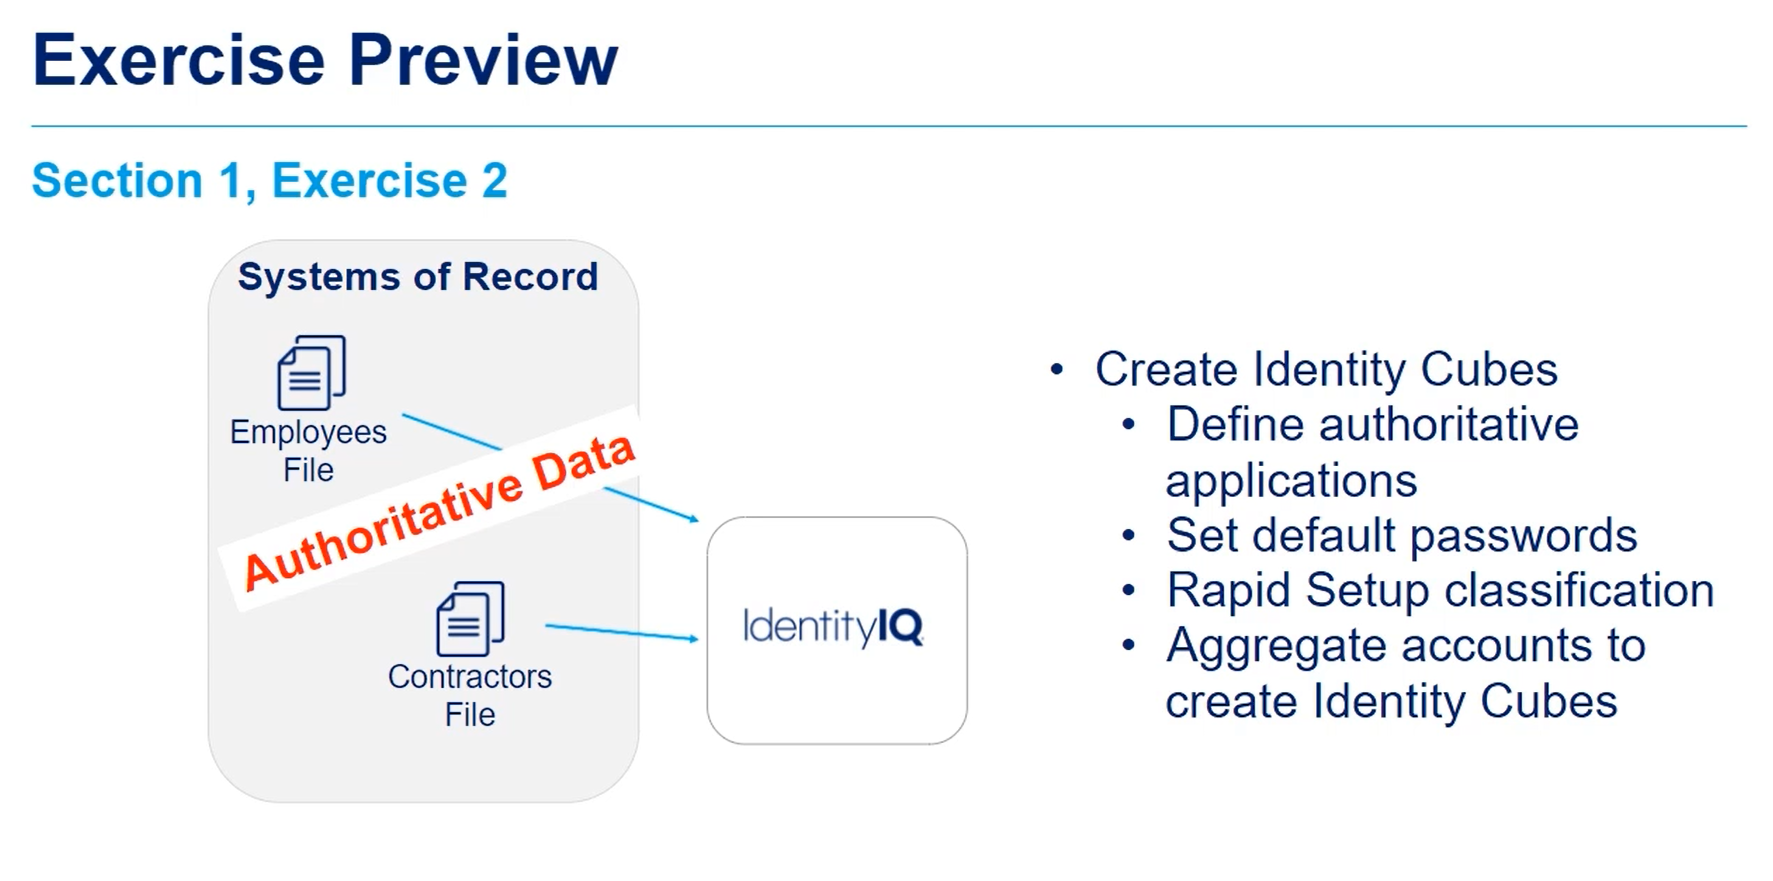 Exercise Preview
Section 1, Exercise 2
Systems of Record
Employees
File
Authoritative Data
Contractors
File
IdentityIQ
• Create Identity Cubes
• Define authoritative
applications
• Set default passwords
• Rapid Setup classification
• Aggregate accounts to
create Identity Cubes